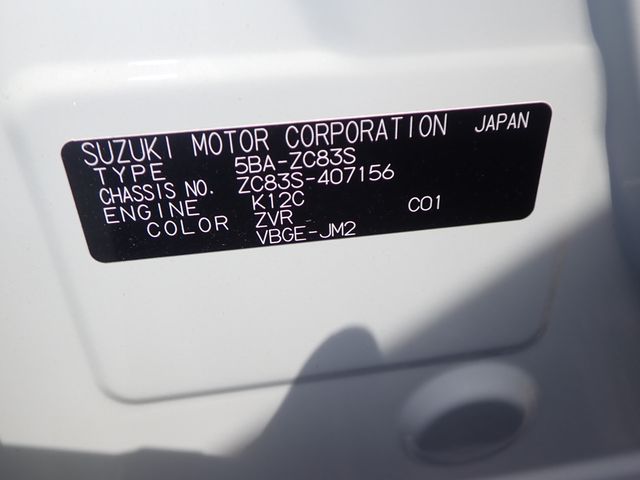 SUZUKI MOTOR CORPORATION JAPAN
TYPE 5BA-ZC83S
CHASSIS NO. ZC83S-407156
ENGINE K12C C01
COLOR ZVR
VBGE-JM2